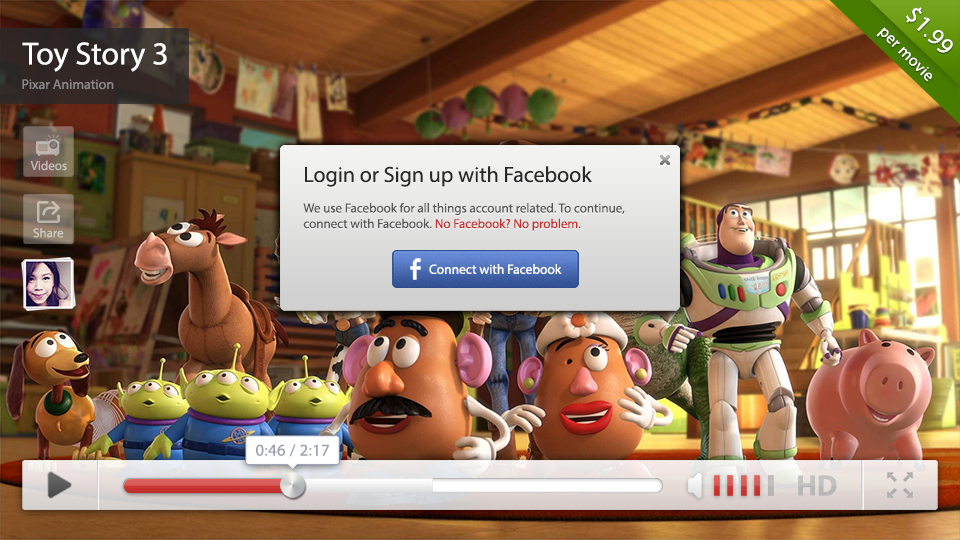 Toy Story 3
Pixar Animation
$1.99
per movie
Videos
Share
Login or Sign up with Facebook
We use Facebook for all things account related. To continue,
connect with Facebook. No Facebook? No problem.
f Connect with Facebook
0:46 / 2:17
HD